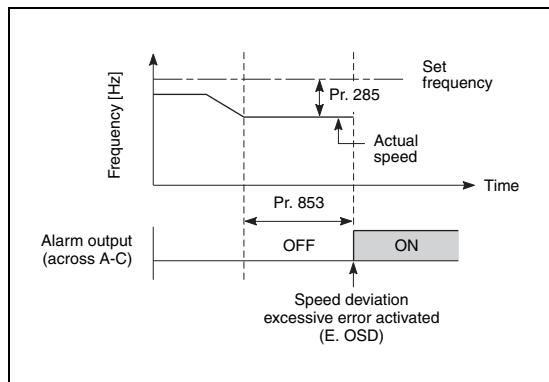 Frequency [Hz]
Set
frequency
Pr. 285
Actual
speed
Time
Pr. 853
Alarm output
(across A-C)
OFF
ON
Speed deviation
excessive error activated
(E. OSD)